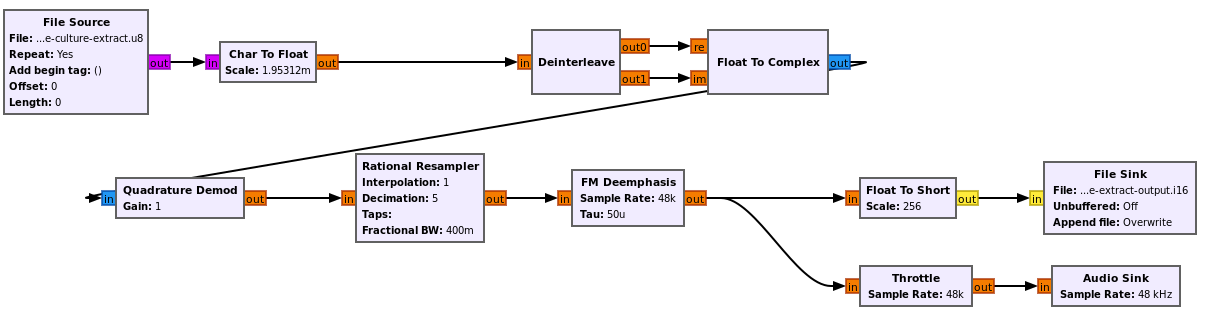 File Source
File: ...e-culture-extract.u8
Repeat: Yes
Add begin tag: ()
Offset: 0
Length: 0
out
in
Char To Float
Scale: 1.95312m
out
in
Deinterleave
out0
out1
re
im
Float To Complex
out
in
Quadrature Demod
Gain: 1
out
in
Rational Resampler
Interpolation: 1
Decimation: 5
Taps:
Fractional BW: 400m
out
in
FM Deemphasis
Sample Rate: 48k
Tau: 50u
out
in
Float To Short
Scale: 256
out
in
File Sink
File: ...e-extract-output.i16
Unbuffered: Off
Append file: Overwrite
in
Throttle
Sample Rate: 48k
out
in
Audio Sink
Sample Rate: 48 kHz